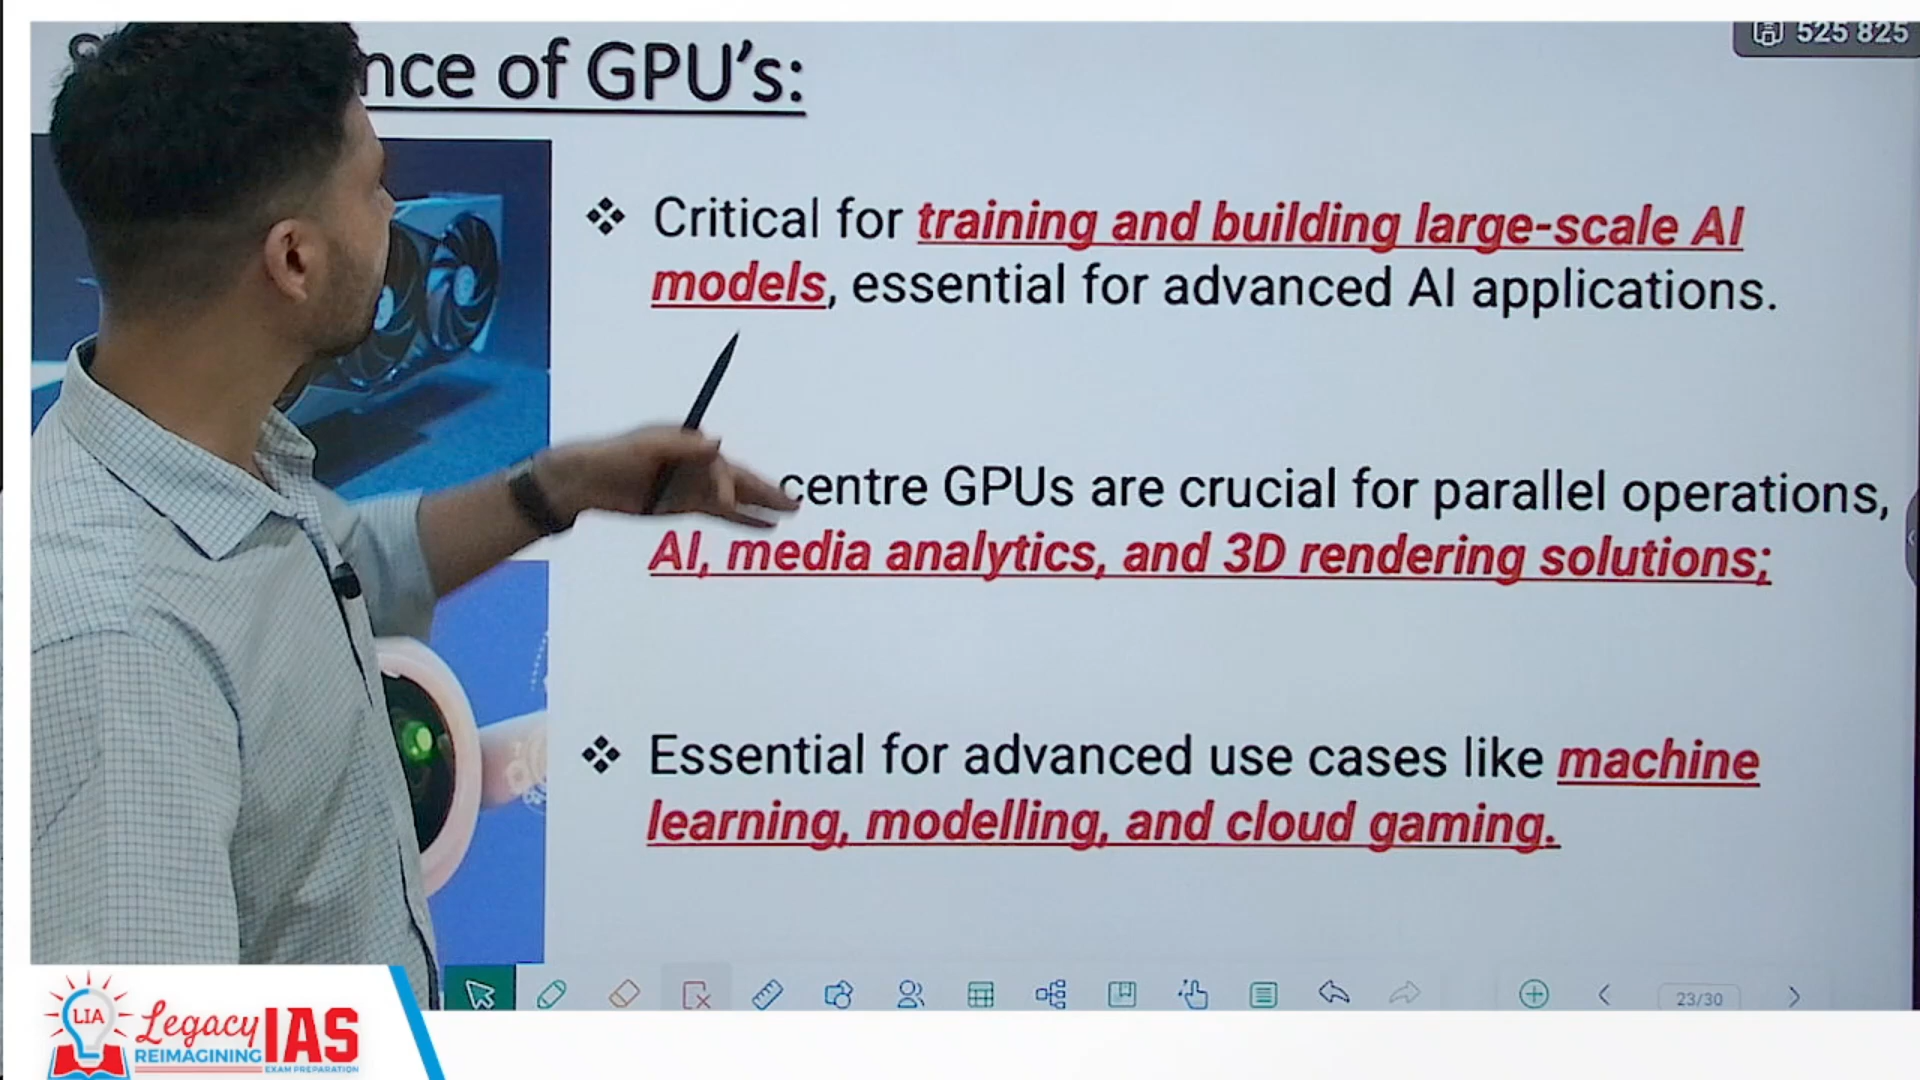 nce of GPU's:
525 825
❖ Critical for training and building large-scale AI
models, essential for advanced AI applications.
centre GPUs are crucial for parallel operations,
AI, media analytics, and 3D rendering solutions;
❖ Essential for advanced use cases like machine
learning, modelling, and cloud gaming.
23/30
LIA
Legacy IAS
REIMAGINING
EXAM PREPARATION